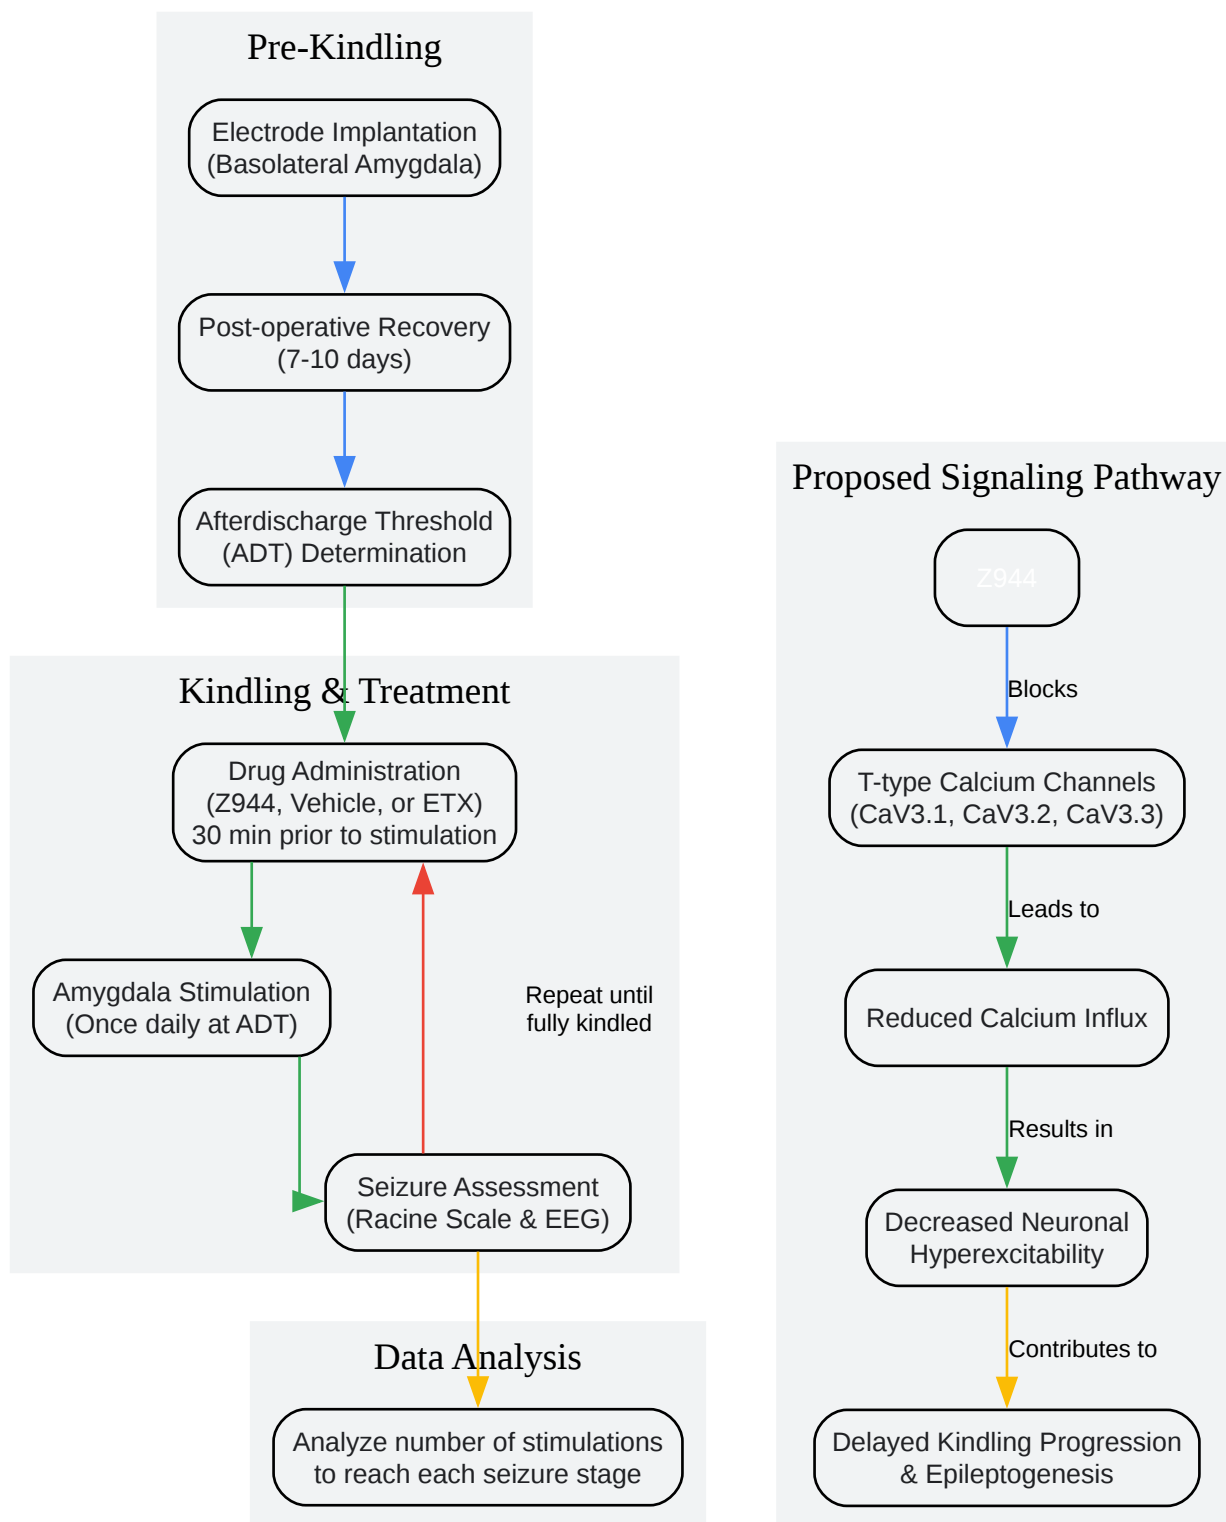 Pre-Kindling
Electrode Implantation
(Basolateral Amygdala)
Post-operative Recovery
(7-10 days)
Afterdischarge Threshold
(ADT) Determination
Kindling & Treatment
Drug Administration
(Z944, Vehicle, or ETX)
30 min prior to stimulation
Amygdala Stimulation
(Once daily at ADT)
Repeat until
fully kindled
Seizure Assessment
(Racine Scale & EEG)
Data Analysis
Analyze number of stimulations
to reach each seizure stage
Proposed Signaling Pathway
Z944
Blocks
T-type Calcium Channels
(CaV3.1, CaV3.2, CaV3.3)
Leads to
Reduced Calcium Influx
Results in
Decreased Neuronal
Hyperexcitability
Contributes to
Delayed Kindling Progression
& Epileptogenesis